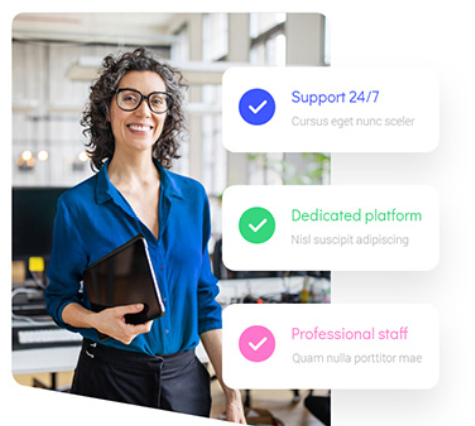 Support 24/7
Cursus eget nunc sceler
Dedicated platform
Nisl suscipit adipiscing
Professional staff
Quam nulla porttitor mae